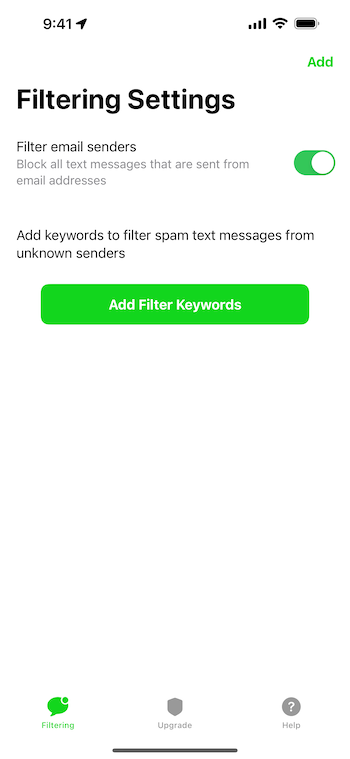 9:41
Add
Filtering Settings
Filter email senders
Block all text messages that are sent from
email addresses
Add keywords to filter spam text messages from
unknown senders
Add Filter Keywords
Filtering
Upgrade
?
Help